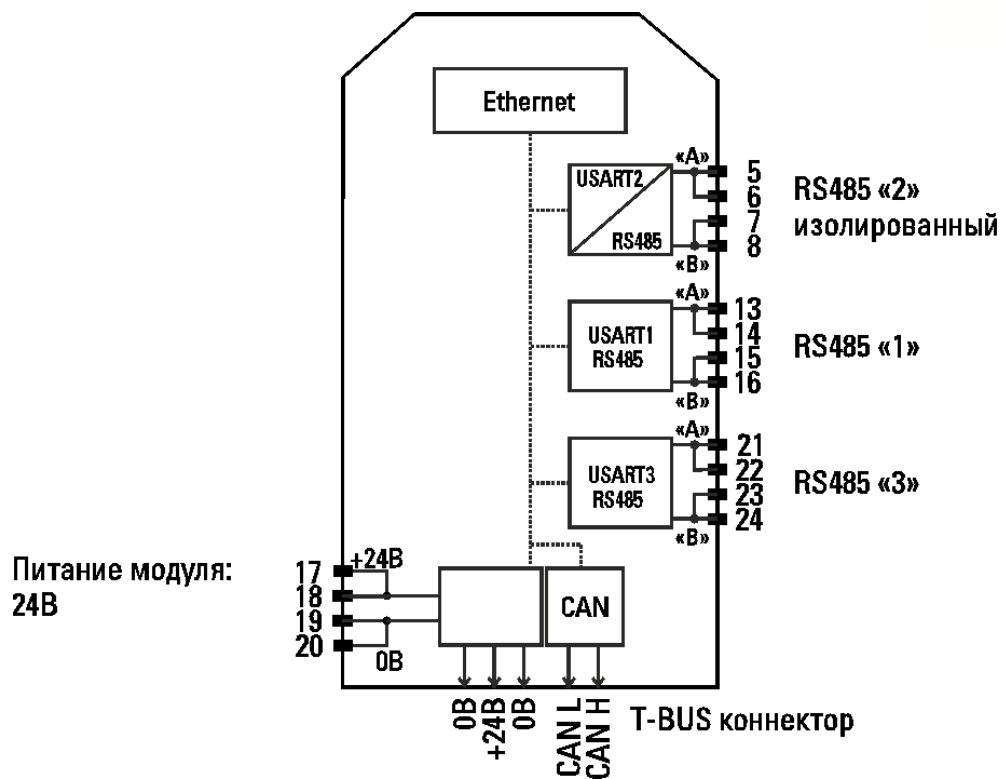 Ethernet
USART2
RS485
«A»
5
6
7
8
«B»
RS485 «2»
изолированный
USART1
RS485
«A»
13
14
15
16
«B»
RS485 «1»
USART3
RS485
«A»
21
22
23
24
«B»
RS485 «3»
Питание модуля:
24В
17
18
19
20
+24В
0В
CAN
0В
+24В
0В
CAN L
CAN H
T-BUS коннектор